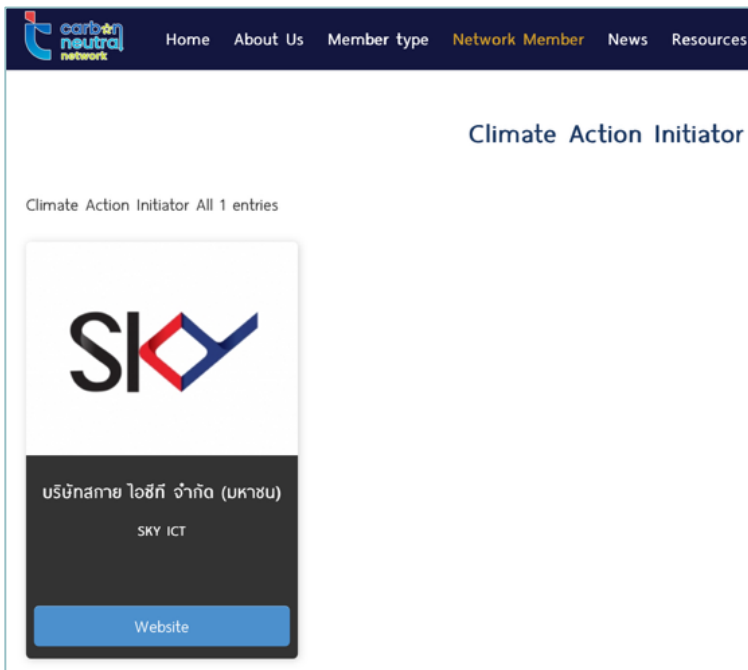 carbon
neutral
network
Home About Us Member type Network Member News Resources
Climate Action Initiator
Climate Action Initiator All 1 entries
SKY
บริษัทสกาย ไอซีที จำกัด (มหาชน)
SKY ICT
Website